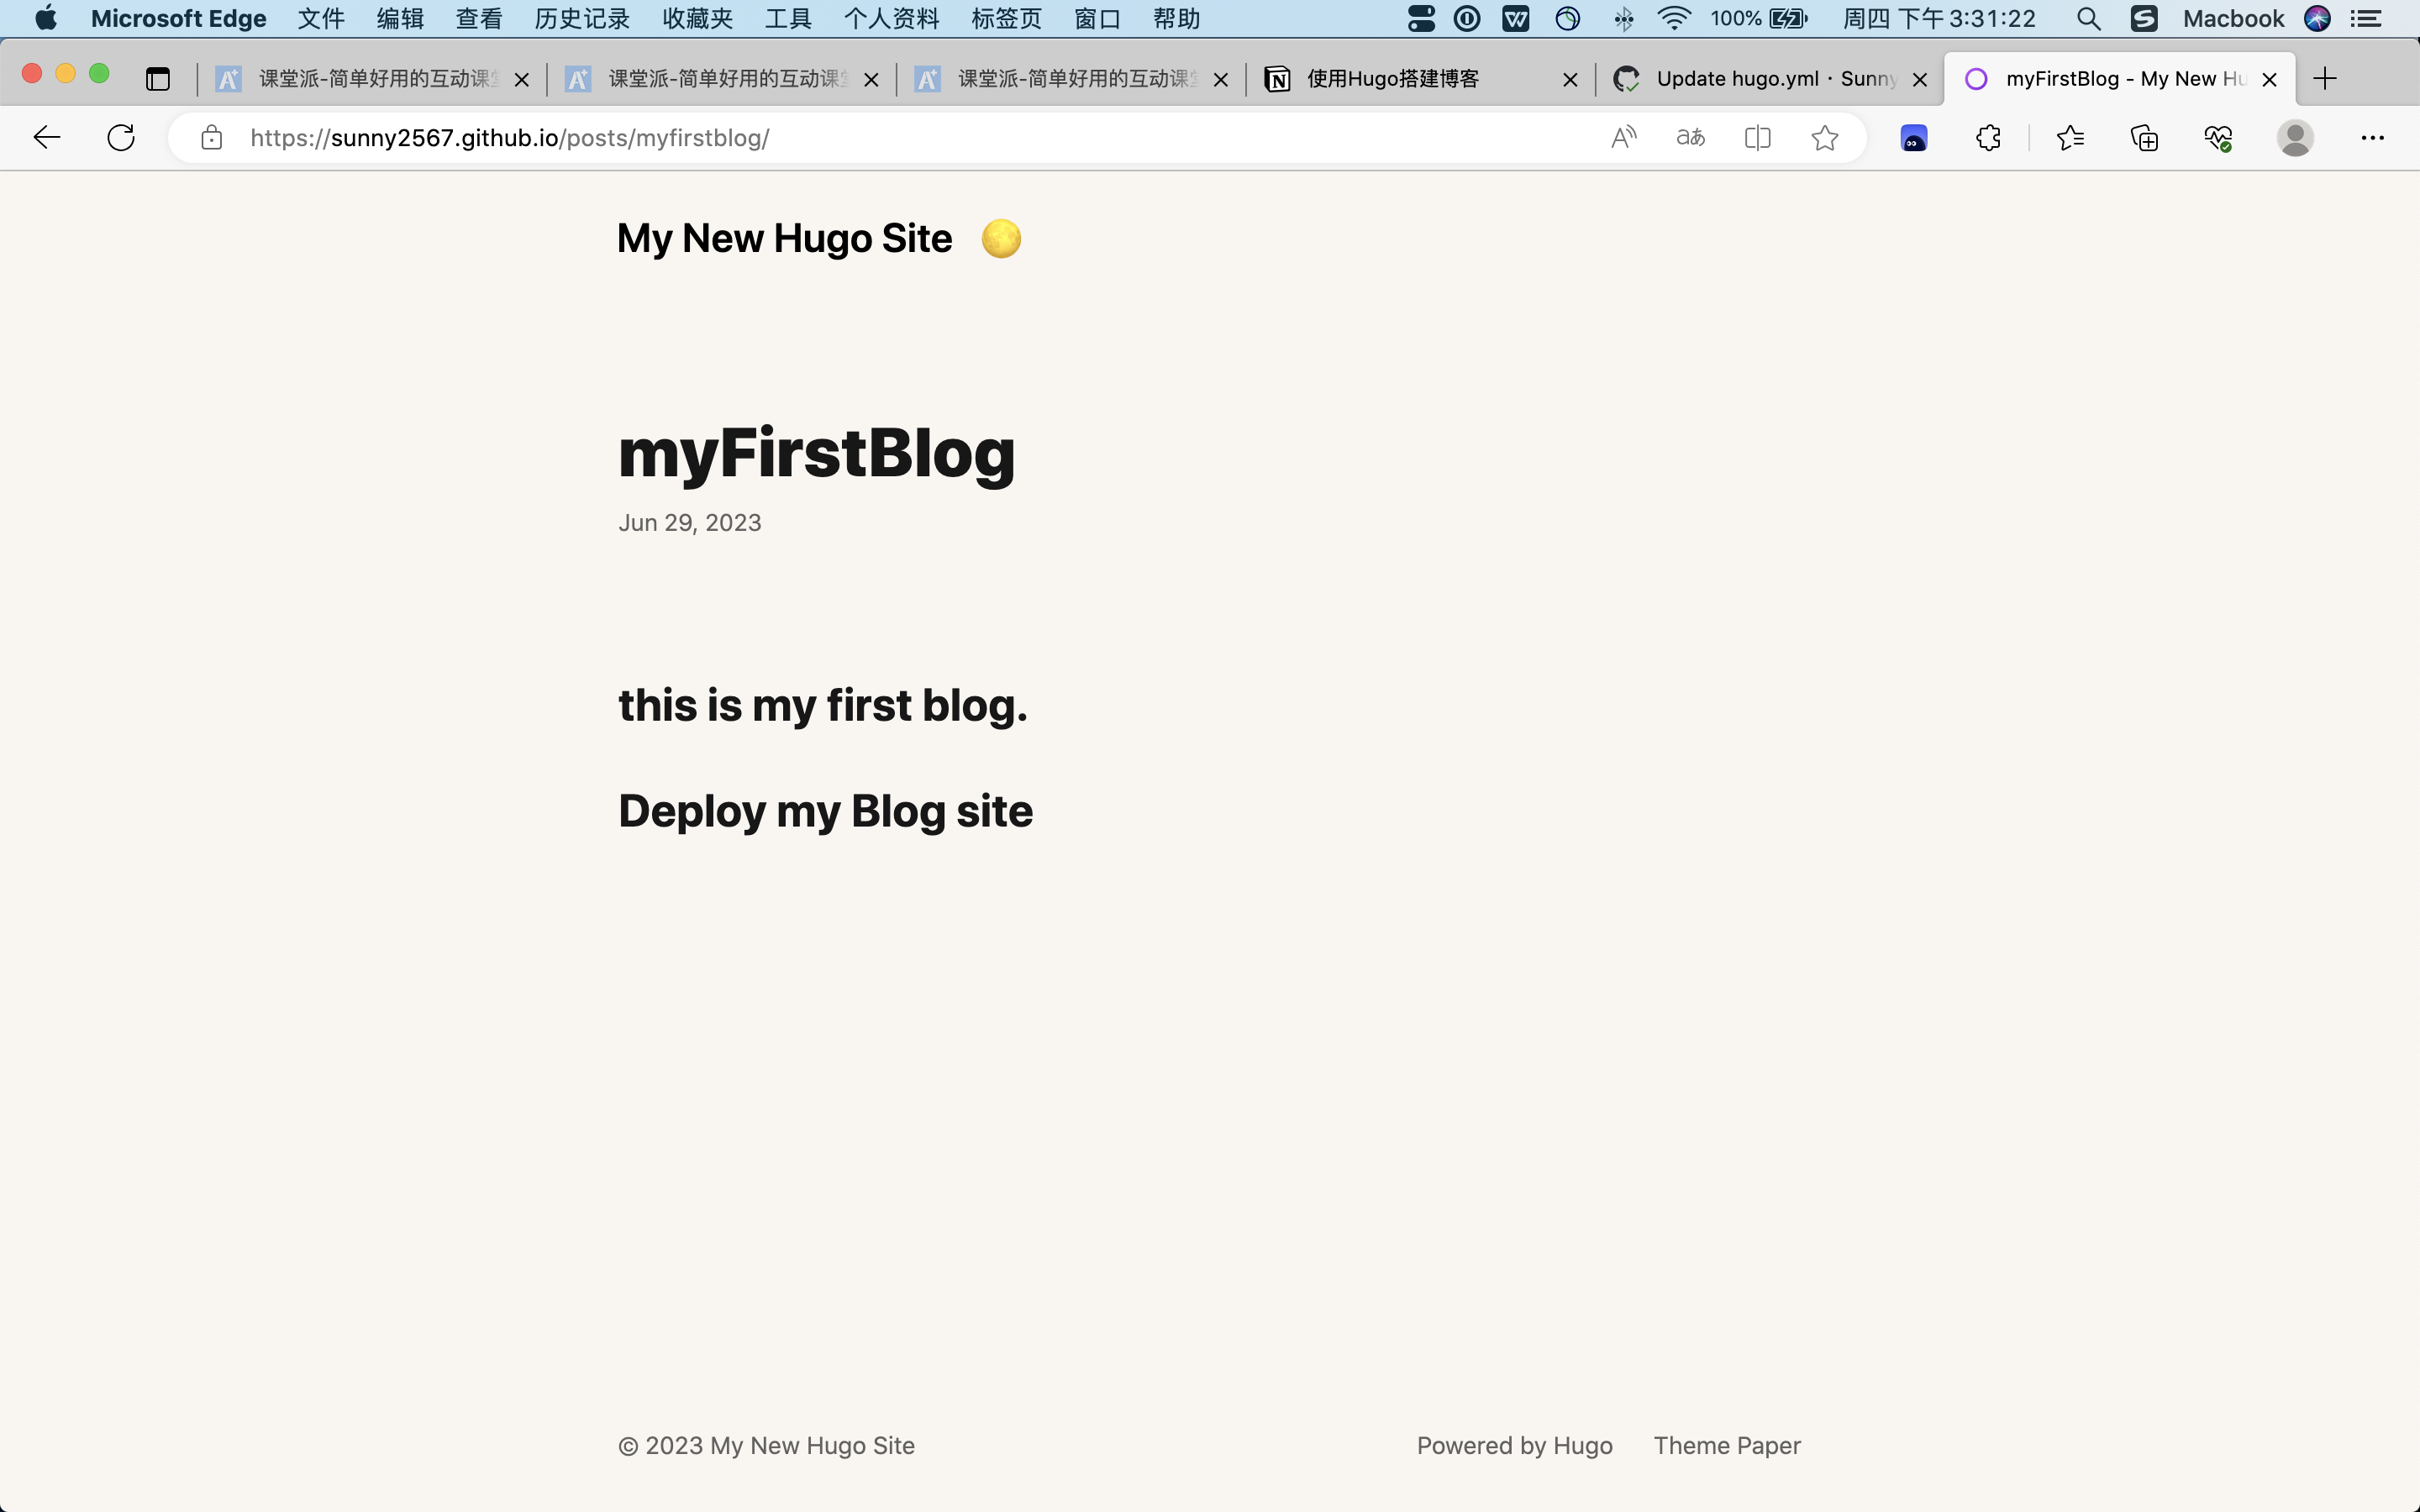 Microsoft Edge 文件 编辑 查看 历史记录 收藏夹 工具 个人资料 标签页 窗口 帮助 100% 周四 下午3:31:22 Macbook
课堂派-简单好用的互动课 课堂派-简单好用的互动课 课堂派-简单好用的互动课 使用Hugo搭建博客 Update hugo.yml · Sunny myFirstBlog - My New Hu
https://sunny2567.github.io/posts/myfirstblog/
My New Hugo Site
myFirstBlog
Jun 29, 2023
this is my first blog.
Deploy my Blog site
© 2023 My New Hugo Site Powered by Hugo Theme Paper